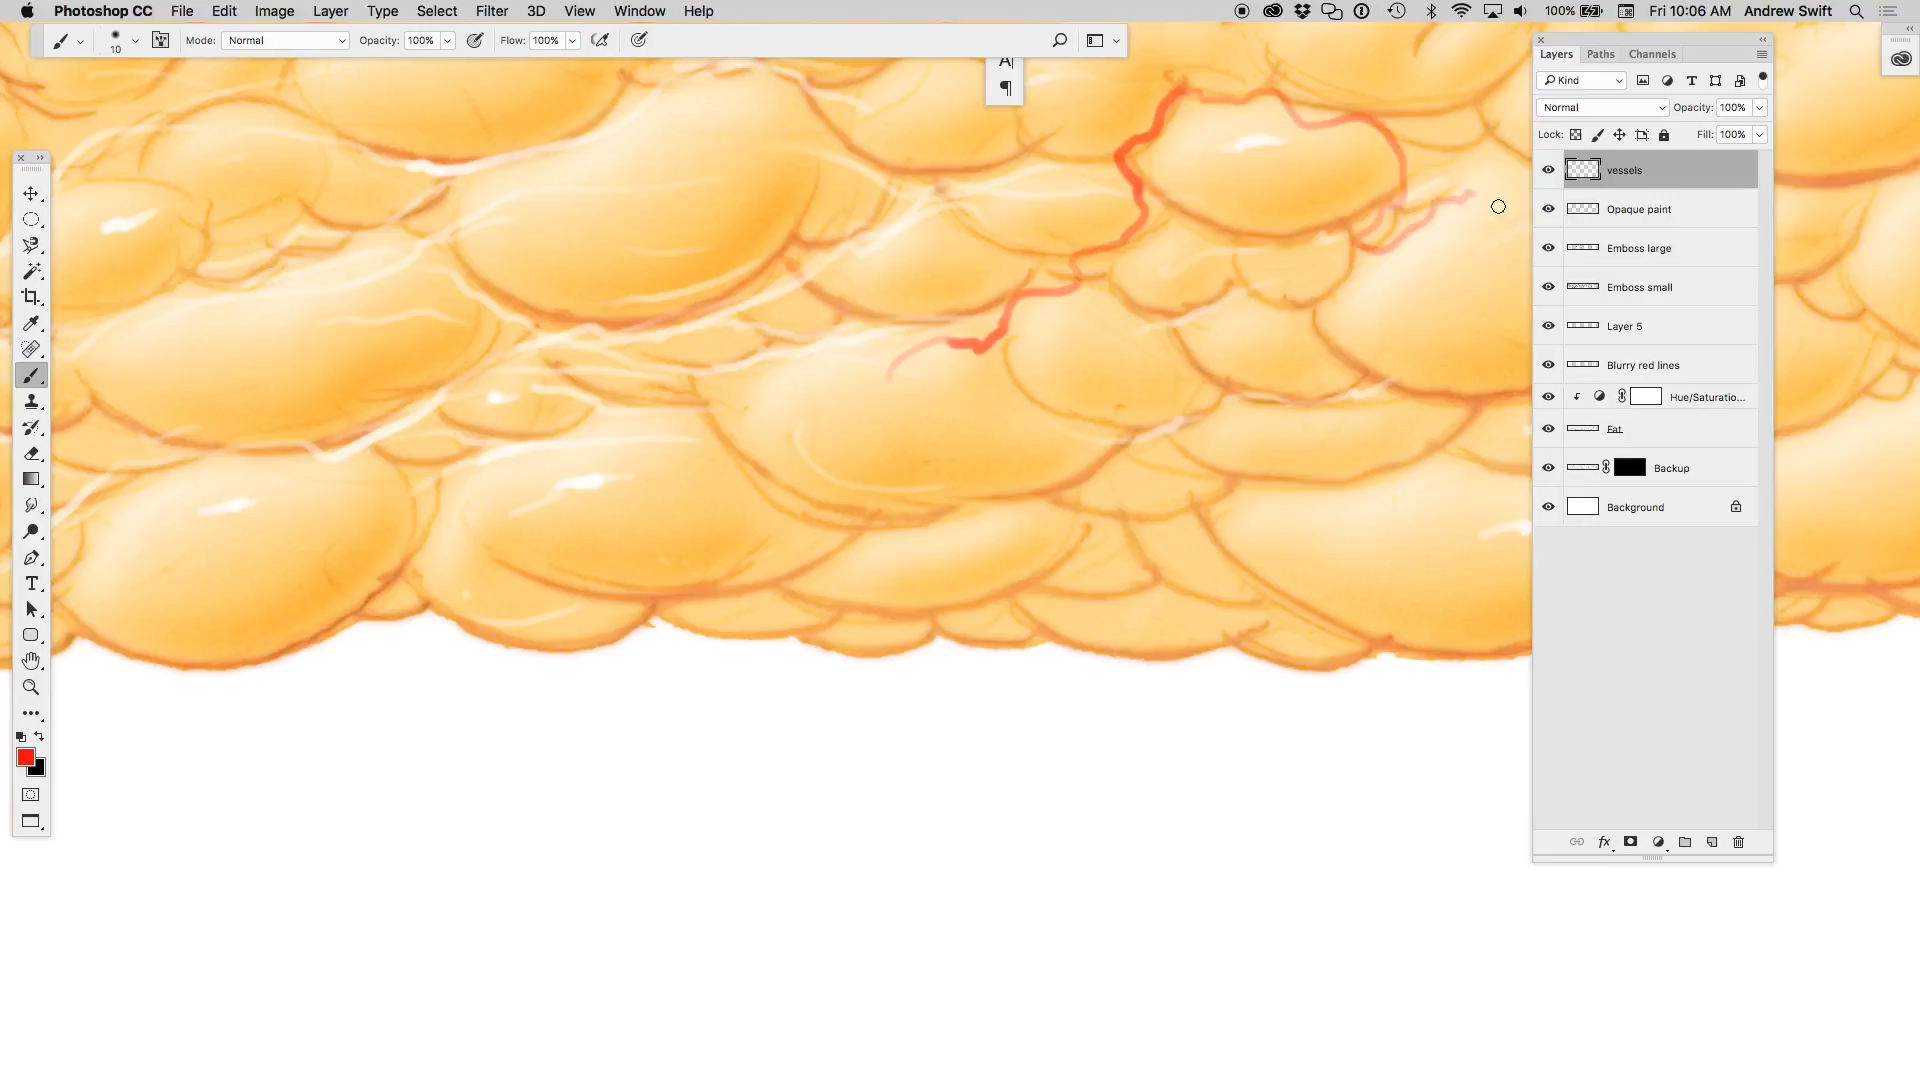 Photoshop CC File Edit Image Layer Type Select Filter 3D View Window Help 100% Fri 10:06 AM Andrew Swift
10 Mode: Normal Opacity: 100% Flow: 100%
A|
¶
Layers Paths Channels
Kind
Normal Opacity: 100%
Lock: Fill: 100%
vessels
Opaque paint
Emboss large
Emboss small
Layer 5
Blurry red lines
Hue/Saturatio...
Fat
Backup
Background
fx